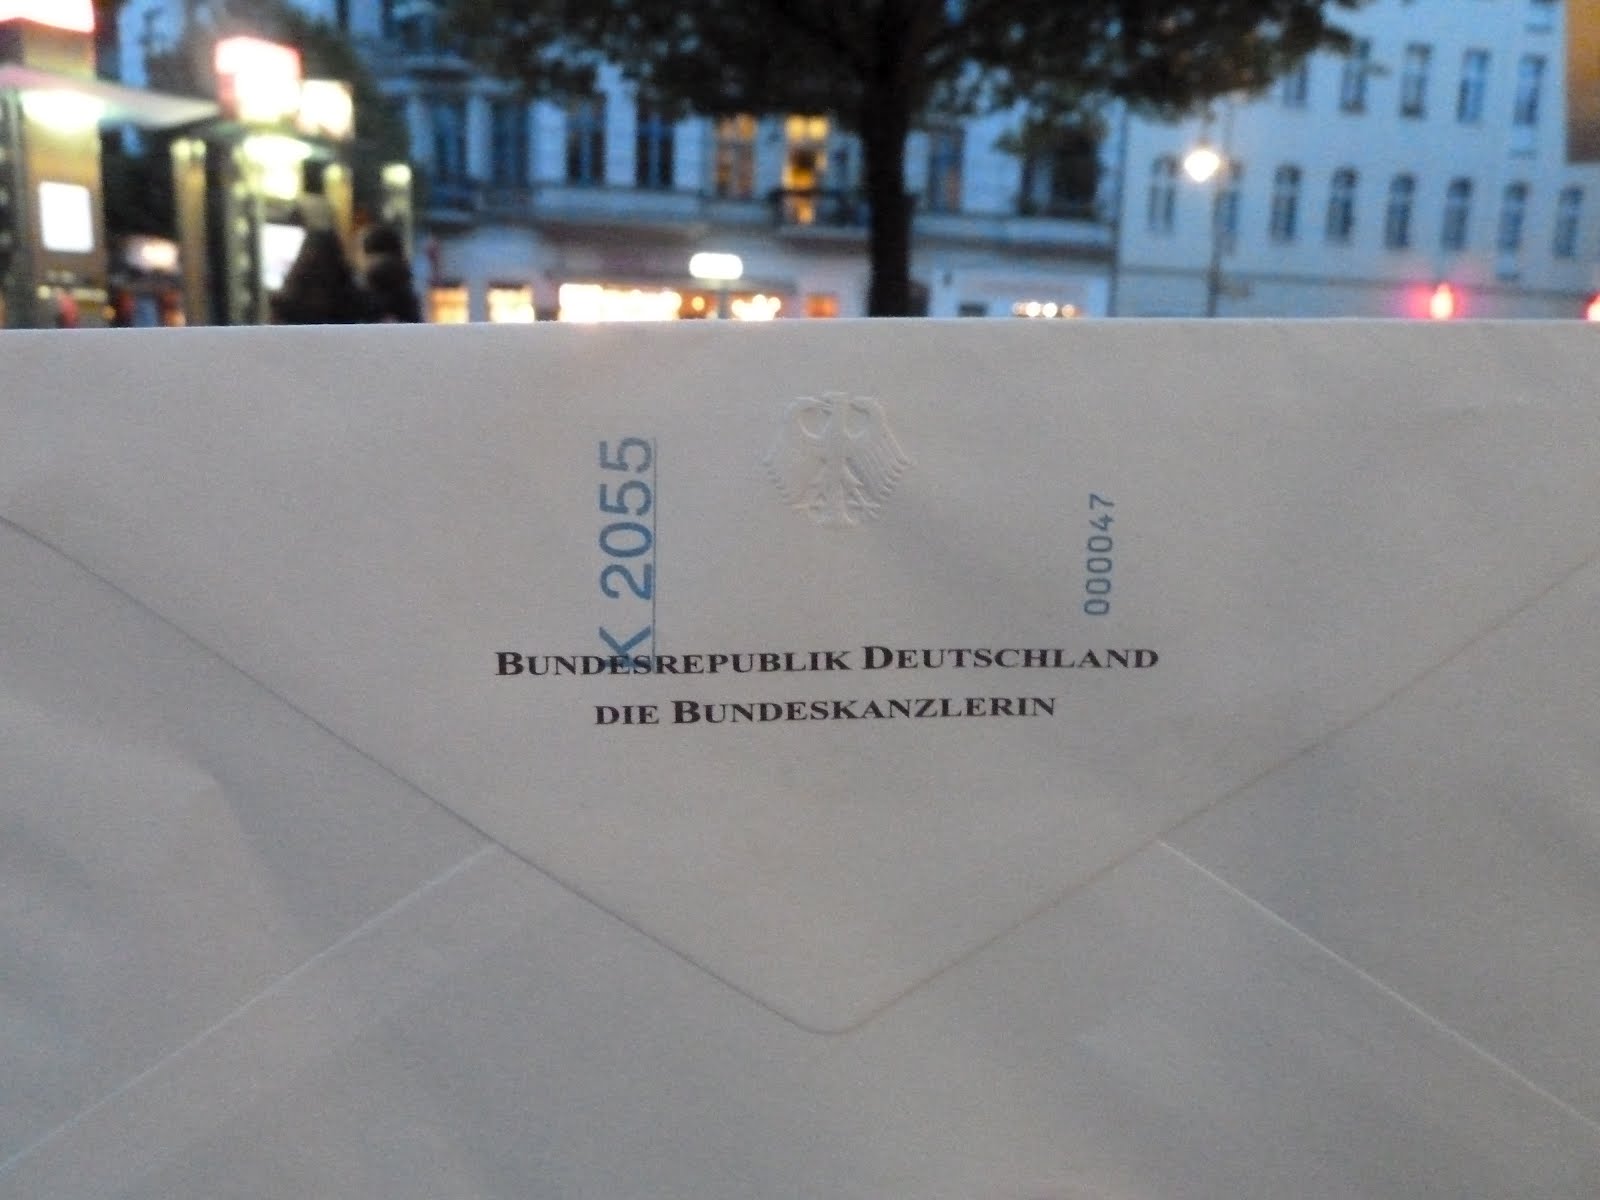 K 2055
000047
BUNDESREPUBLIK DEUTSCHLAND
DIE BUNDESKANZLERIN